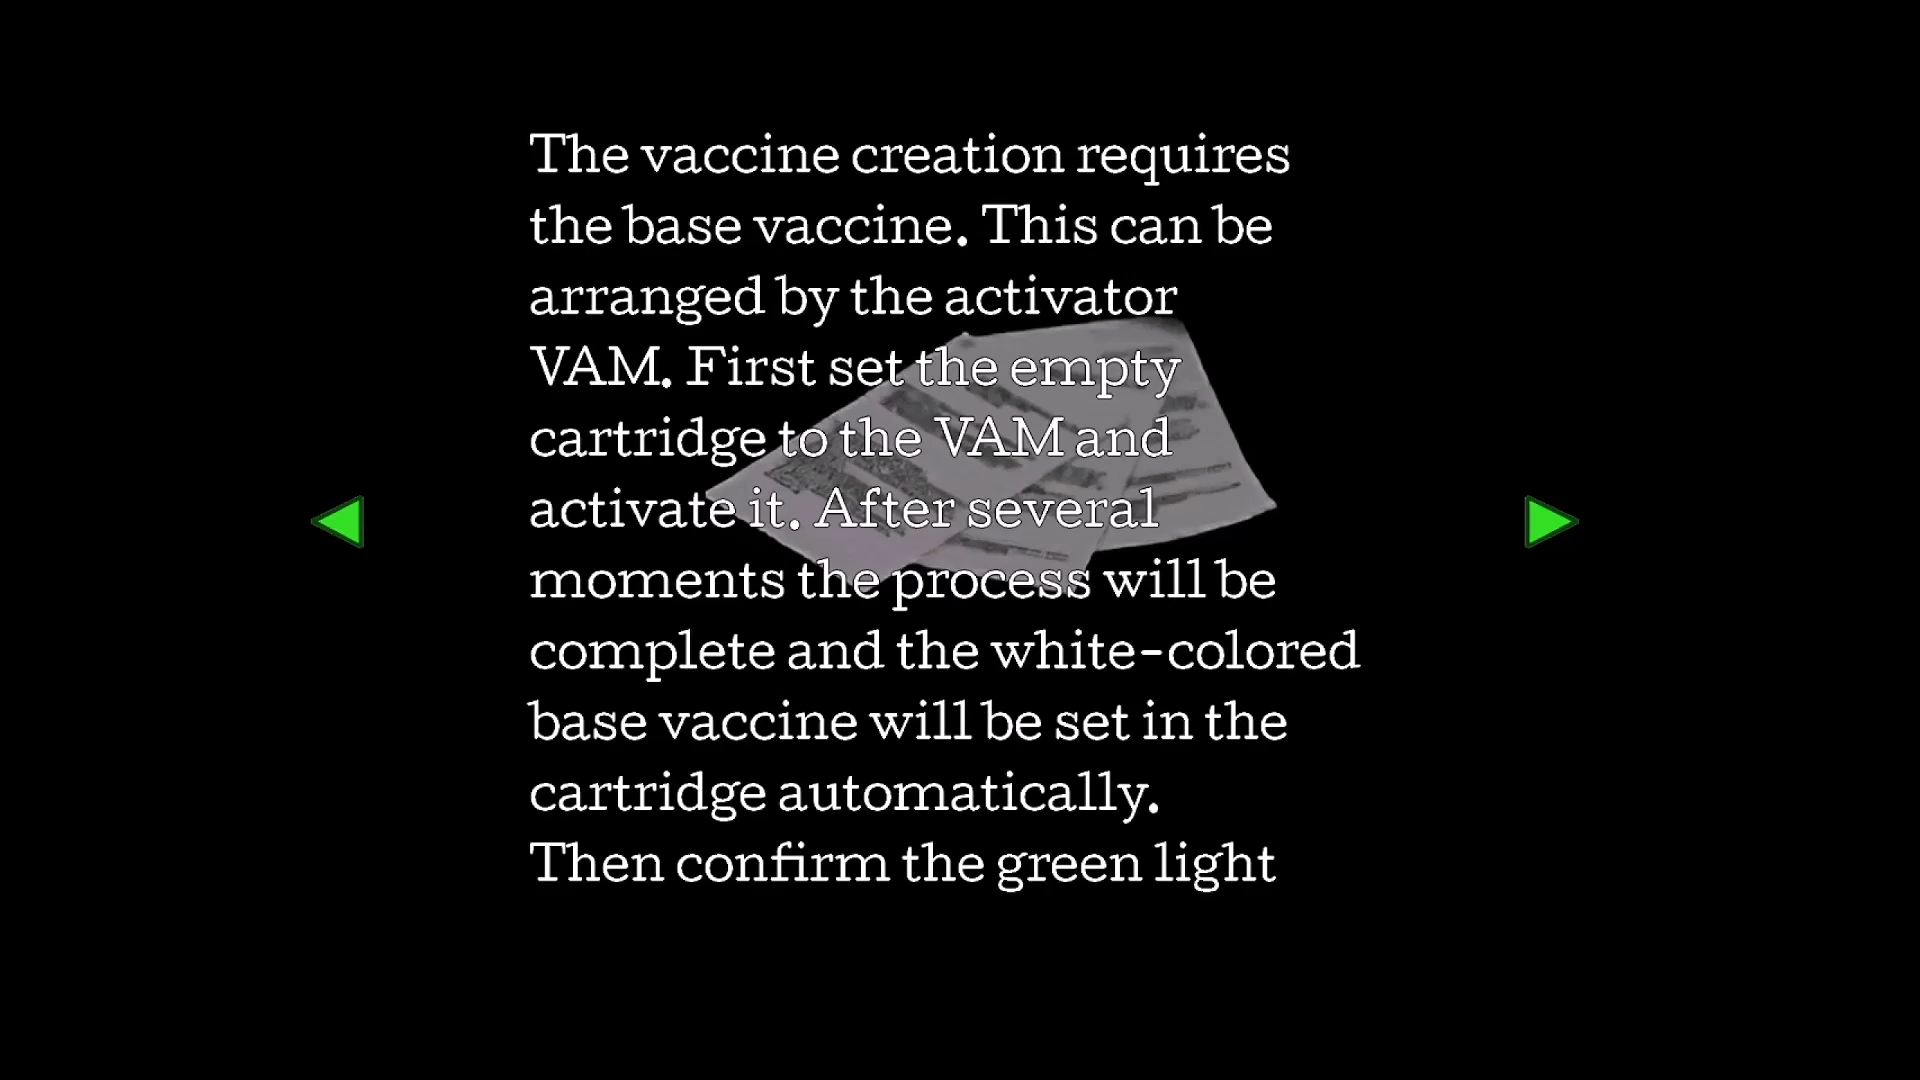 The vaccine creation requires
the base vaccine. This can be
arranged by the activator
VAM. First set the empty
cartridge to the VAM and
activate it. After several
moments the process will be
complete and the white-colored
base vaccine will be set in the
cartridge automatically.
Then confirm the green light